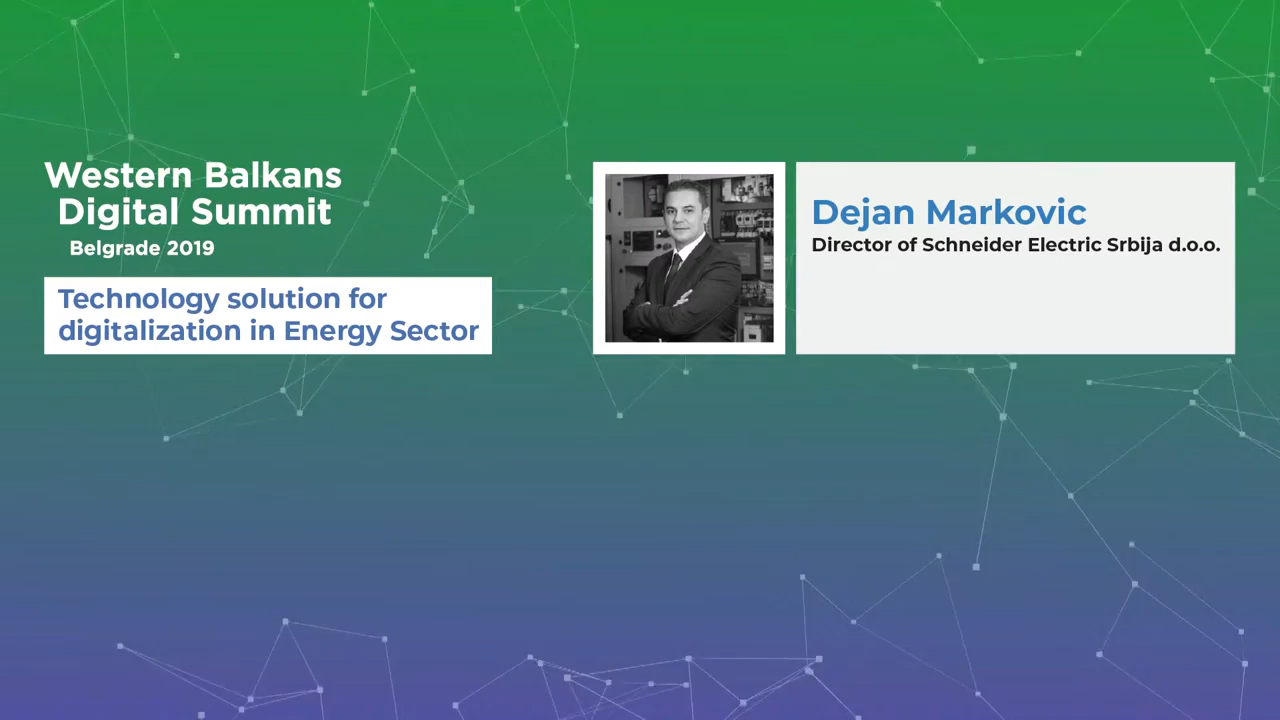 Western Balkans
Digital Summit
Belgrade 2019
Technology solution for
digitalization in Energy Sector
Dejan Markovic
Director of Schneider Electric Srbija d.o.o.